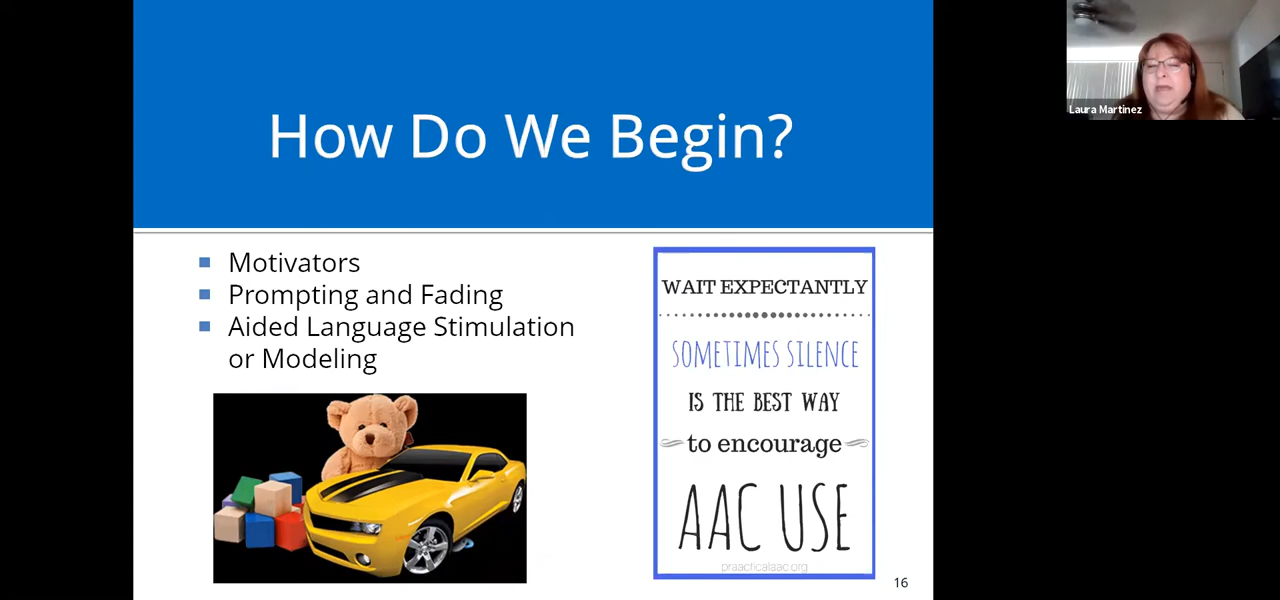 How Do We Begin?
Laura Martinez
Motivators
Prompting and Fading
Aided Language Stimulation
or Modeling
WAIT EXPECTANTLY
SOMETIMES SILENCE
IS THE BEST WAY
to encourage
AAC USE
praacticalaac.org
16